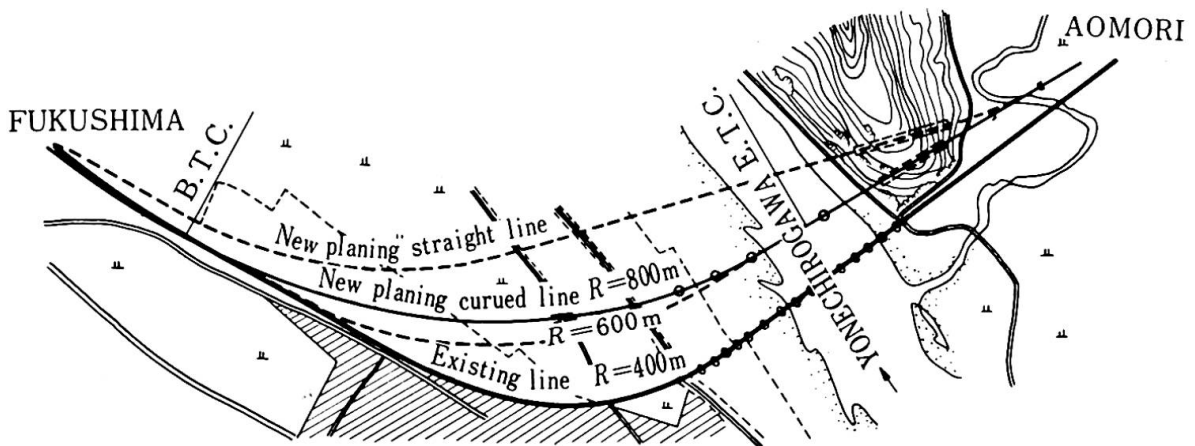 AOMORI
FUKUSHIMA
B.T.C.
E.T.C.
YONECHIROGAWA
New planing" straight line
New planing curued line R=800m
R=600m
Existing line R=400m